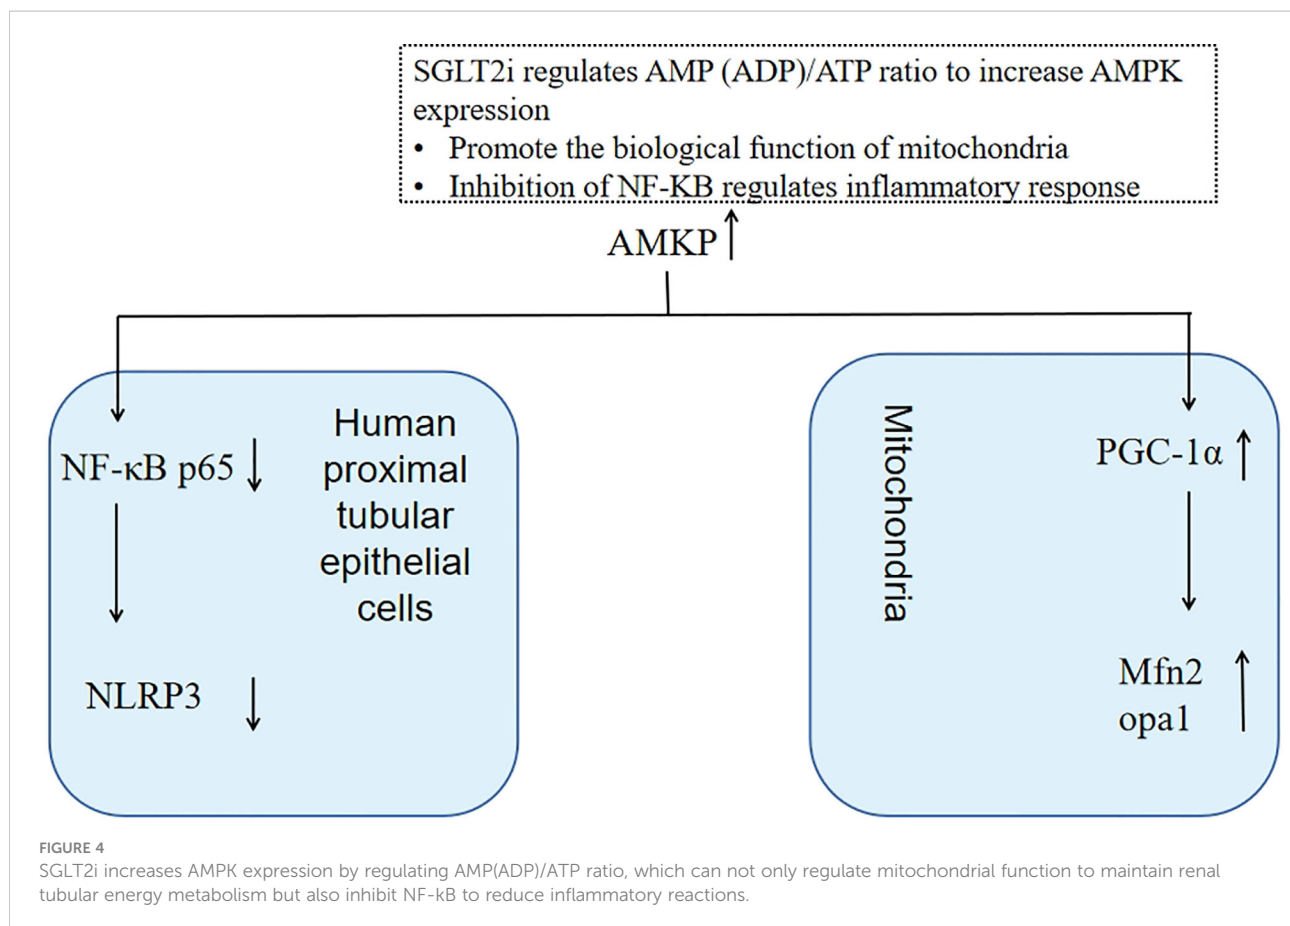 SGLT2i regulates AMP (ADP)/ATP ratio to increase AMPK
expression
• Promote the biological function of mitochondria
• Inhibition of NF-KB regulates inflammatory response
AMKP
NF-κB p65
NLRP3
Human
proximal
tubular
epithelial
cells
Mitochondria
PGC-1α
Mfn2
opa1
FIGURE 4
SGLT2i increases AMPK expression by regulating AMP(ADP)/ATP ratio, which can not only regulate mitochondrial function to maintain renal
tubular energy metabolism but also inhibit NF-kB to reduce inflammatory reactions.